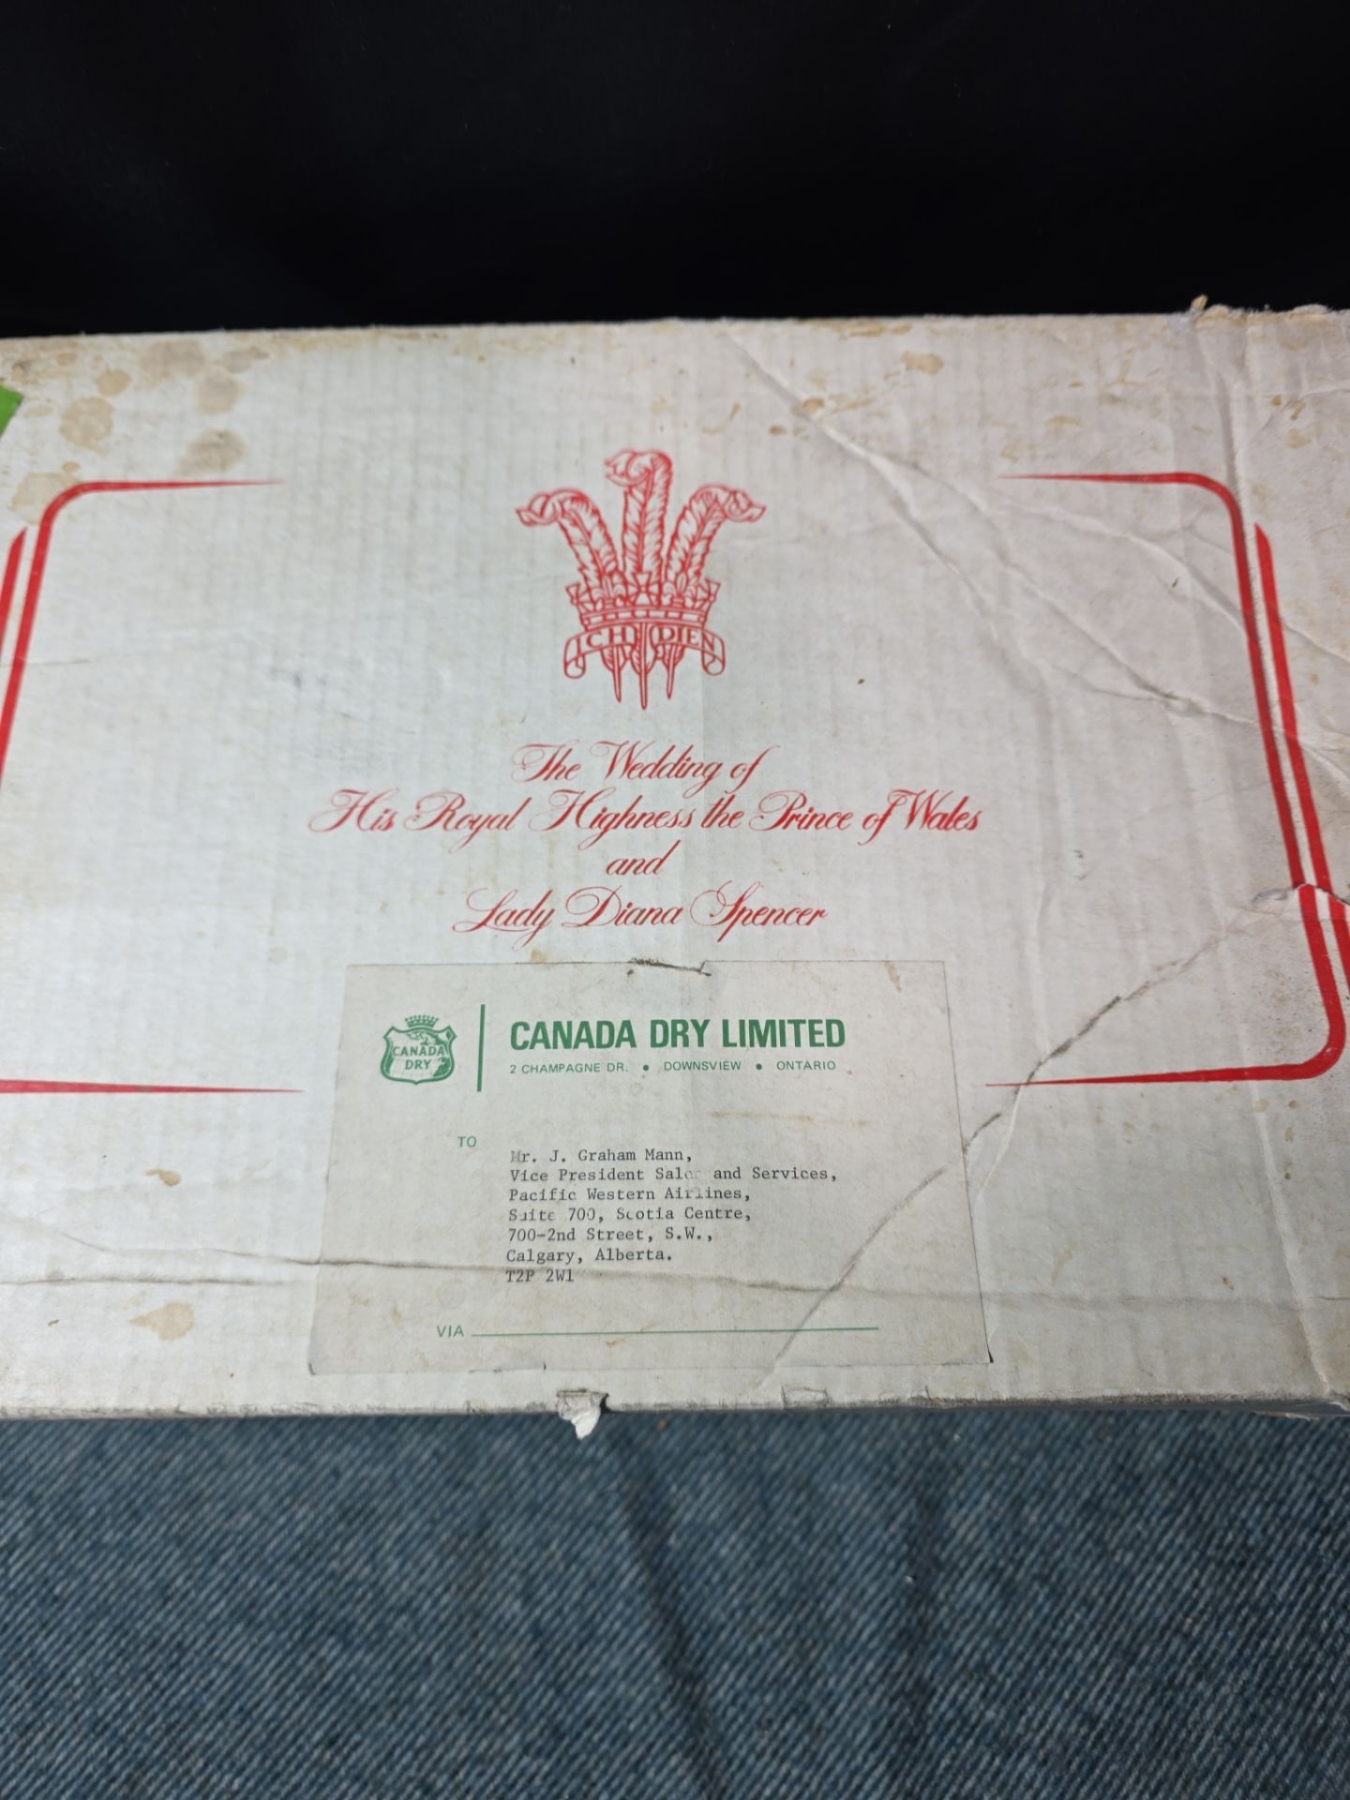 ICH DIEN
The Wedding of
His Royal Highness the Prince of Wales
and
Lady Diana Spencer
CANADA DRY
CANADA DRY LIMITED
2 CHAMPAGNE DR. • DOWNSVIEW • ONTARIO
TO
Mr. J. Graham Mann,
Vice President Sales and Services,
Pacific Western Airlines,
Suite 700, Scotia Centre,
700-2nd Street, S.W.,
Calgary, Alberta.
T2P 2W1
VIA